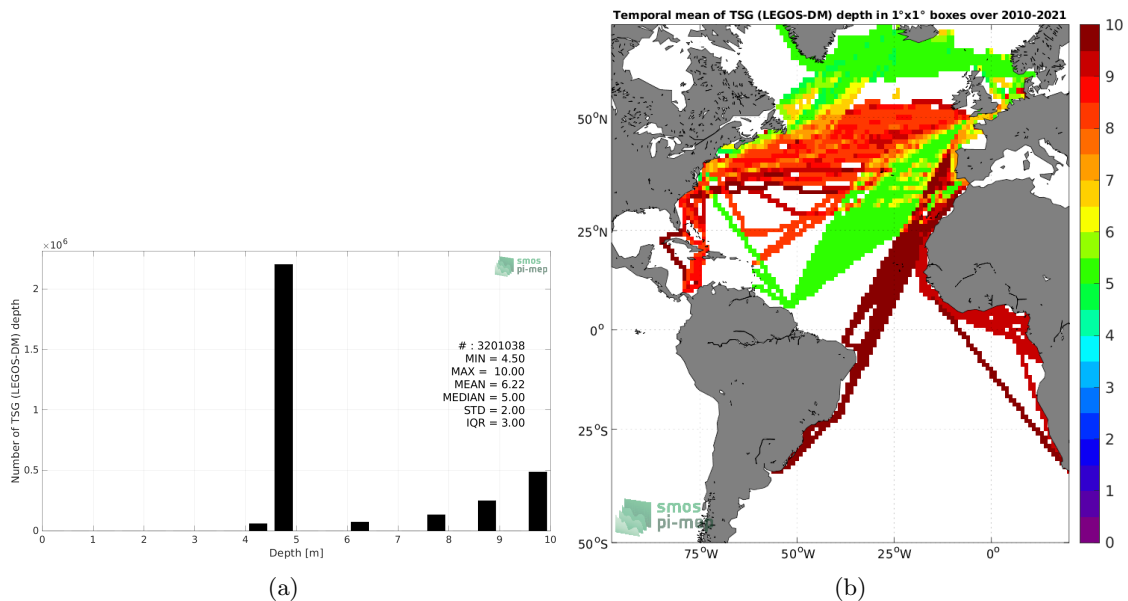 Temporal mean of TSG (LEGOS-DM) depth in 1°x1° boxes over 2010-2021
×10⁶
Number of TSG (LEGOS-DM) depth
2
1.5
1
0.5
0
smos
pi-mep
# : 3201038
MIN = 4.50
MAX = 10.00
MEAN = 6.22
MEDIAN = 5.00
STD = 2.00
IQR = 3.00
0 1 2 3 4 5 6 7 8 9 10
Depth [m]
(a)
50°N
25°N
0°
25°S
50°S
75°W 50°W 25°W 0°
smos
pi-mep
10
9
8
7
6
5
4
3
2
1
0
(b)